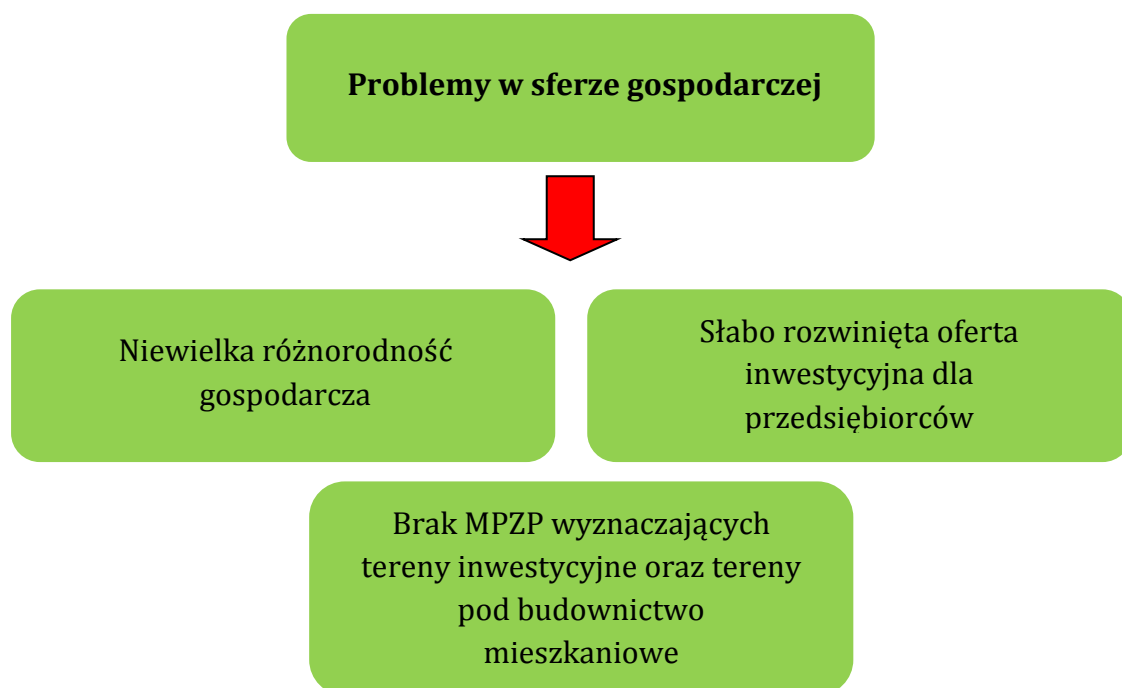 Problemy w sferze gospodarczej
Niewielka różnorodność
gospodarcza
Słabo rozwinięta oferta
inwestycyjna dla
przedsiębiorców
Brak MPZP wyznaczających
tereny inwestycyjne oraz tereny
pod budownictwo
mieszkaniowe